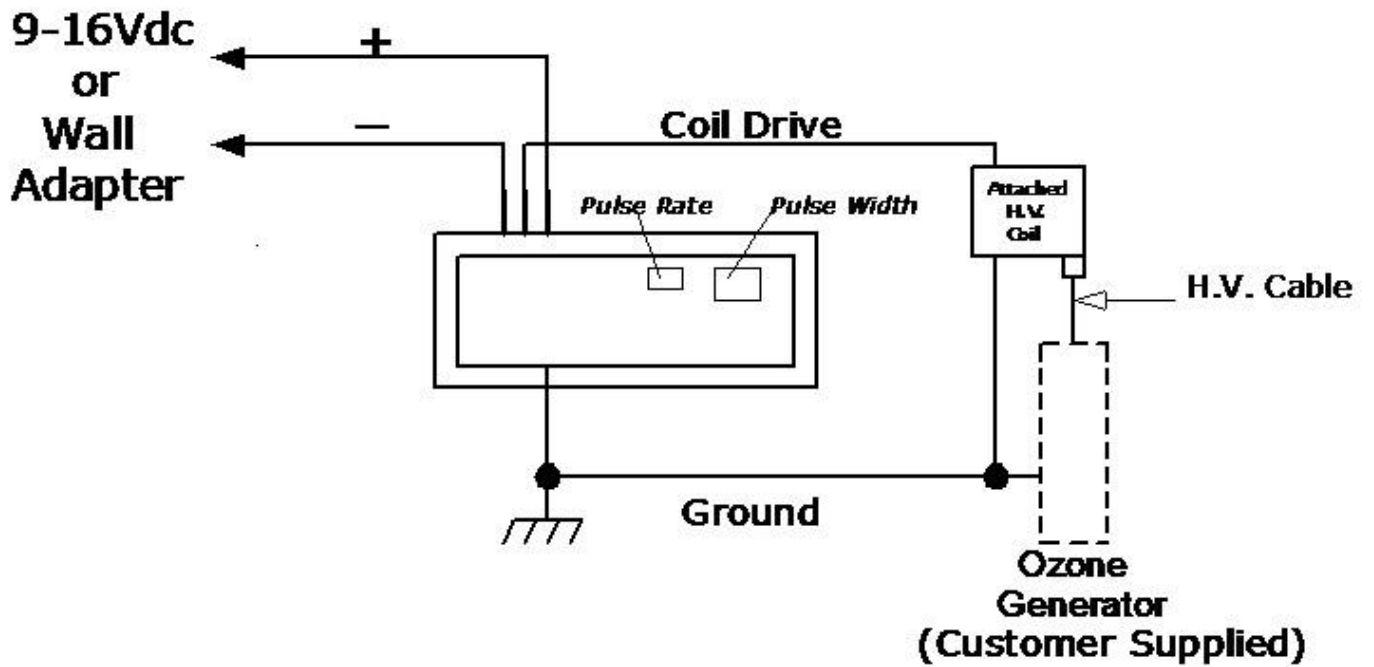 9-16Vdc
or
Wall
Adapter
+
−
Coil Drive
Pulse Rate
Pulse Width
Attached
H.V.
Coil
H.V. Cable
Ground
Ozone
Generator
(Customer Supplied)